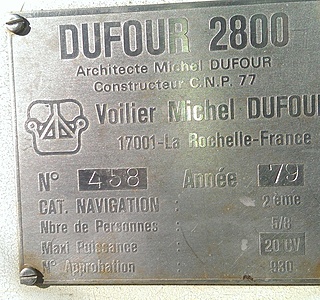 DUFOUR 2800
Architecte Michel DUFOUR
Constructeur C.N.P. 77
Voilier Michel DUFOU
17001-La Rochelle-France
N° 458 Année 79
CAT. NAVIGATION : 2ème
Nbre de Personnes : 5/8
Maxi Puissance : 20 CV
N° Approbation : 930